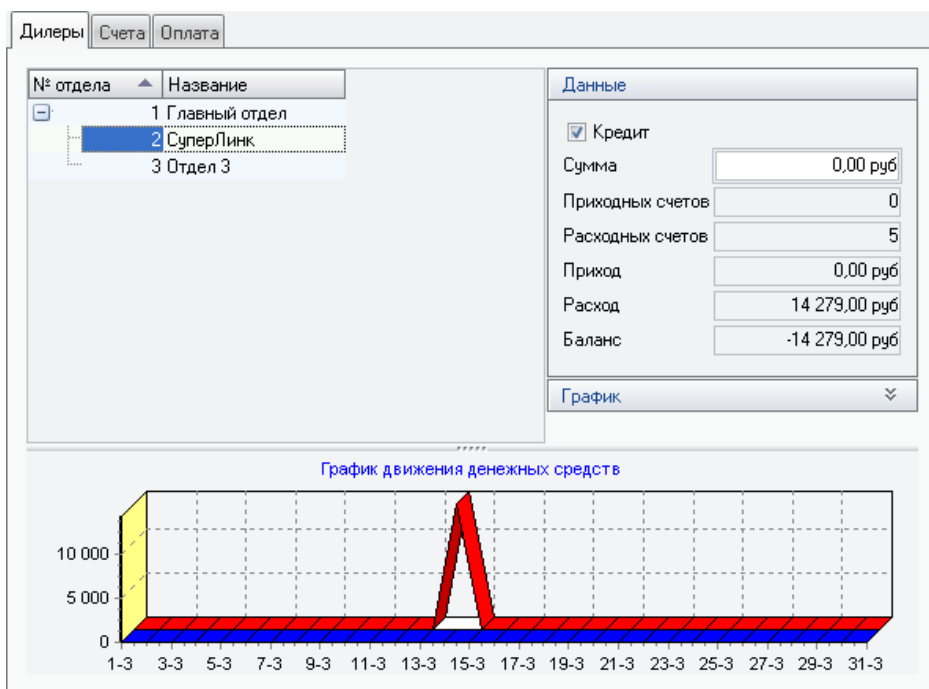 Дилеры Счета Оплата
№ отдела Название
1 Главный отдел
2 СуперЛинк
3 Отдел 3
Данные
Кредит
Сумма 0,00 руб
Приходных счетов 0
Расходных счетов 5
Приход 0,00 руб
Расход 14 279,00 руб
Баланс -14 279,00 руб
График
График движения денежных средств
10 000
5 000
0
1-3 3-3 5-3 7-3 9-3 11-3 13-3 15-3 17-3 19-3 21-3 23-3 25-3 27-3 29-3 31-3